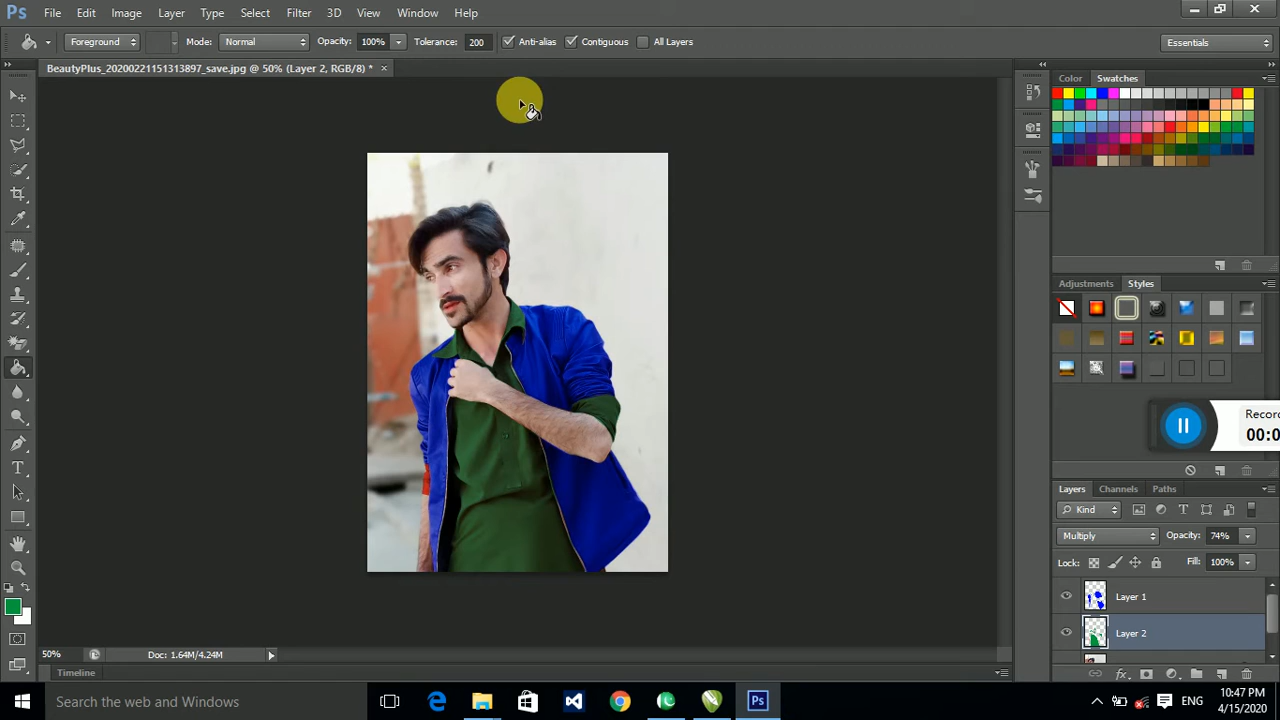 Ps File Edit Image Layer Type Select Filter 3D View Window Help
Foreground Mode: Normal Opacity: 100% Tolerance: 200 Anti-alias Contiguous All Layers Essentials
BeautyPlus_20200221151313897_save.jpg @ 50% (Layer 2, RGB/8) * ×
Color Swatches
Adjustments Styles
Record
00:0
Layers Channels Paths
Kind
Multiply Opacity: 74%
Lock: Fill: 100%
Layer 1
Layer 2
50% Doc: 1.64M/4.24M
Timeline
Search the web and Windows
ENG
10:47 PM
4/15/2020